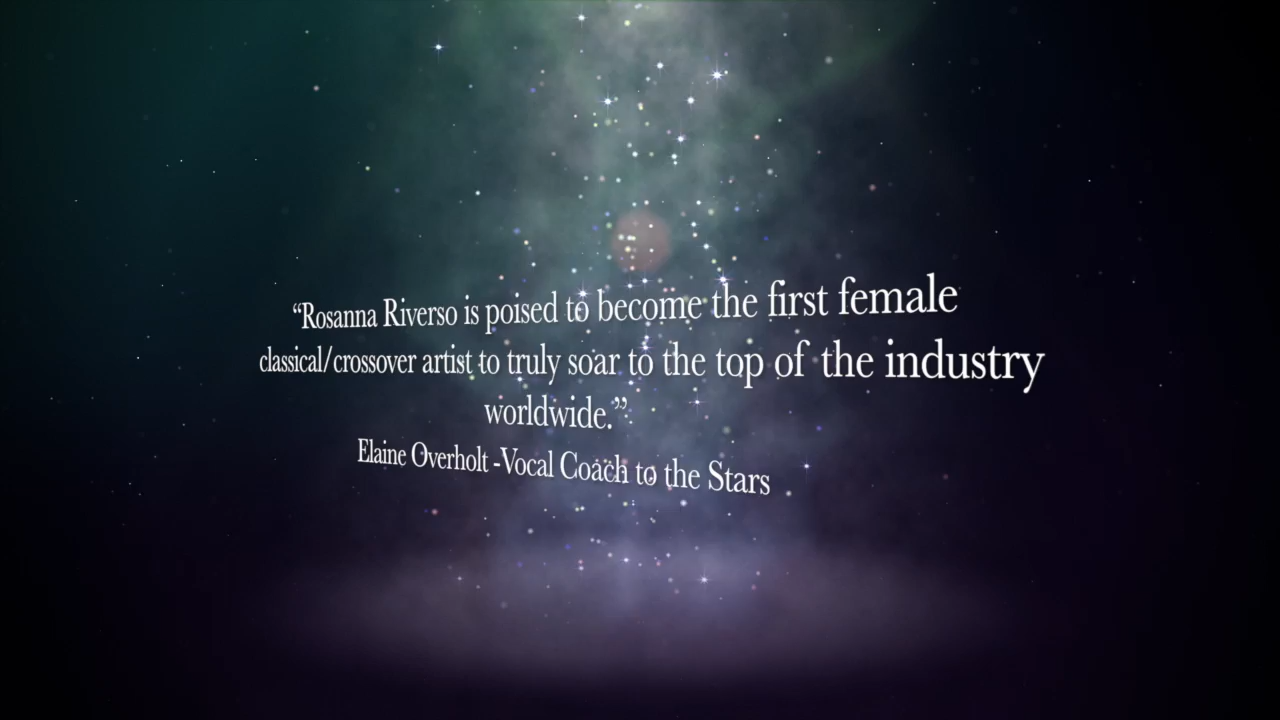 “Rosanna Riverso is poised to become the first female
classical/crossover artist to truly soar to the top of the industry
worldwide.”
Elaine Overholt -Vocal Coach to the Stars